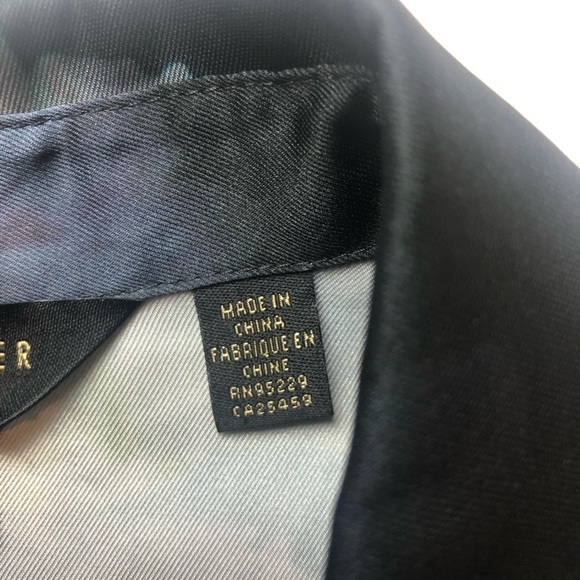 ER
MADE IN
CHINA
FABRIQUE EN
CHINE
RN95229
CA25459